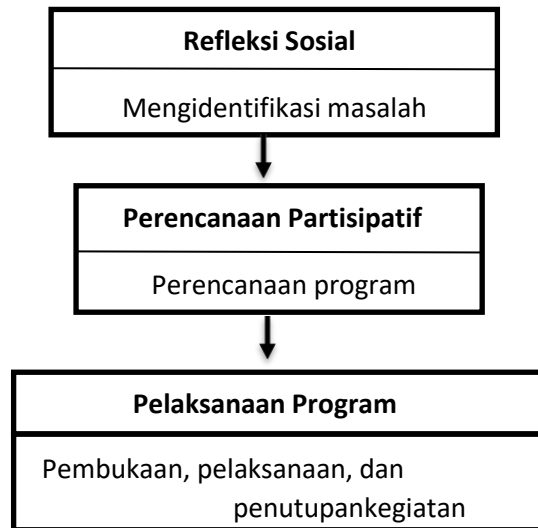 Refleksi Sosial
Mengidentifikasi masalah
Perencanaan Partisipatif
Perencanaan program
Pelaksanaan Program
Pembukaan, pelaksanaan, dan
penutupankegiatan